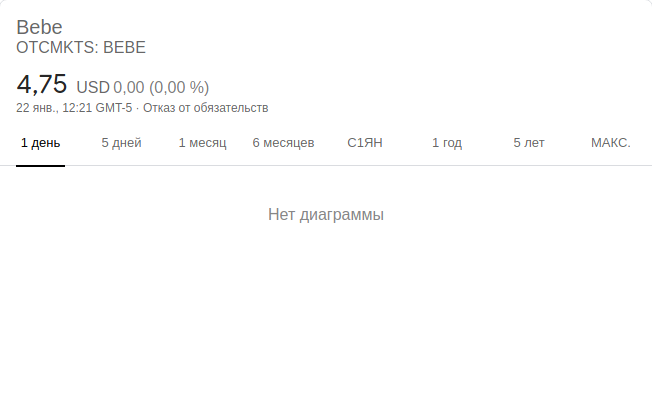 Bebe
OTCMKTS: BEBE
4,75 USD 0,00 (0,00 %)
22 янв., 12:21 GMT-5 · Отказ от обязательств
1 день 5 дней 1 месяц 6 месяцев С1ЯН 1 год 5 лет МАКС.
Нет диаграммы